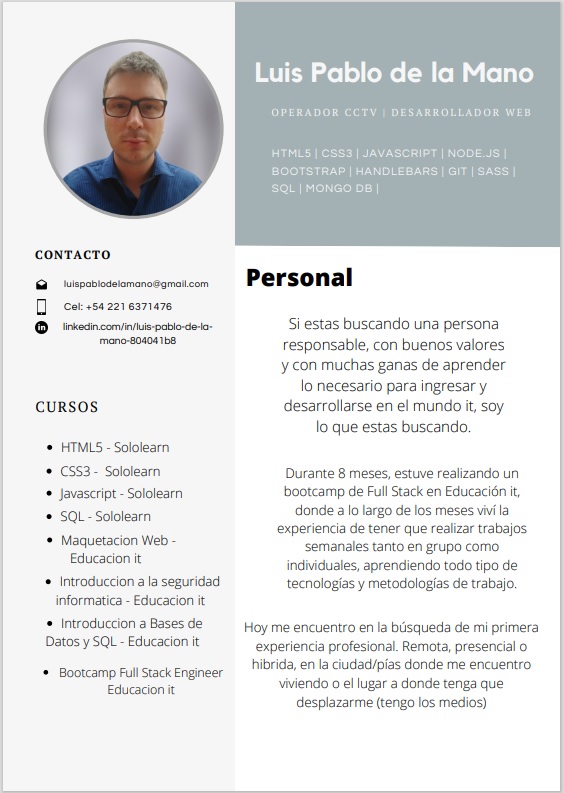 Luis Pablo de la Mano
OPERADOR CCTV | DESARROLLADOR WEB
HTML5 | CSS3 | JAVASCRIPT | NODE.JS |
BOOTSTRAP | HANDLEBARS | GIT | SASS |
SQL | MONGO DB |
CONTACTO
luispablodelamano@gmail.com
Cel: +54 221 6371476
in
linkedin.com/in/luis-pablo-de-la-
mano-804041b8
CURSOS
• HTML5 - Sololearn
• CSS3 - Sololearn
• Javascript - Sololearn
• SQL - Sololearn
• Maquetacion Web -
Educacion it
• Introduccion a la seguridad
informatica - Educacion it
• Introduccion a Bases de
Datos y SQL - Educacion it
• Bootcamp Full Stack Engineer
Educacion it
Personal
Si estas buscando una persona
responsable, con buenos valores
y con muchas ganas de aprender
lo necesario para ingresar y
desarrollarse en el mundo it, soy
lo que estas buscando.
Durante 8 meses, estuve realizando un
bootcamp de Full Stack en Educación it,
donde a lo largo de los meses viví la
experiencia de tener que realizar trabajos
semanales tanto en grupo como
individuales, aprendiendo todo tipo de
tecnologías y metodologías de trabajo.
Hoy me encuentro en la búsqueda de mi primera
experiencia profesional. Remota, presencial o
hibrida, en la ciudad/pías donde me encuentro
viviendo o el lugar a donde tenga que
desplazarme (tengo los medios)